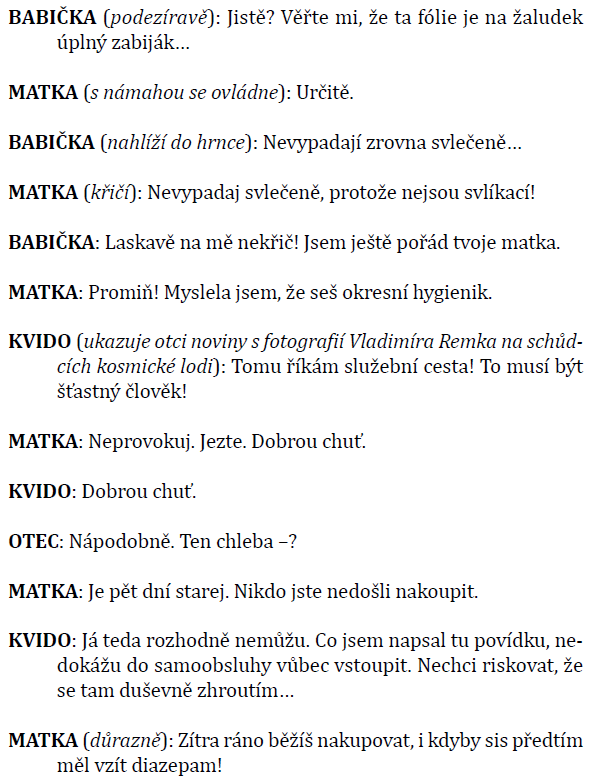 BABIČKA (podezíravě): Jistě? Věřte mi, že ta fólie je na žaludek
úplný zabiják…
MATKA (s námahou se ovládne): Určitě.
BABIČKA (nahlíží do hrnce): Nevypadají zrovna svlečeně…
MATKA (křičí): Nevypadaj svlečeně, protože nejsou svlíkací!
BABIČKA: Laskavě na mě nekřič! Jsem ještě pořád tvoje matka.
MATKA: Promiň! Myslela jsem, že seš okresní hygienik.
KVIDO (ukazuje otci noviny s fotografií Vladimíra Remka na schůd-
cích kosmické lodi): Tomu říkám služební cesta! To musí být
šťastný člověk!
MATKA: Neprovokuj. Jezte. Dobrou chuť.
KVIDO: Dobrou chuť.
OTEC: Nápodobně. Ten chleba –?
MATKA: Je pět dní starej. Nikdo jste nedošli nakoupit.
KVIDO: Já teda rozhodně nemůžu. Co jsem napsal tu povídku, ne-
dokážu do samoobsluhy vůbec vstoupit. Nechci riskovat, že
se tam duševně zhroutím…
MATKA (důrazně): Zítra ráno běžíš nakupovat, i kdyby sis předtím
měl vzít diazepam!